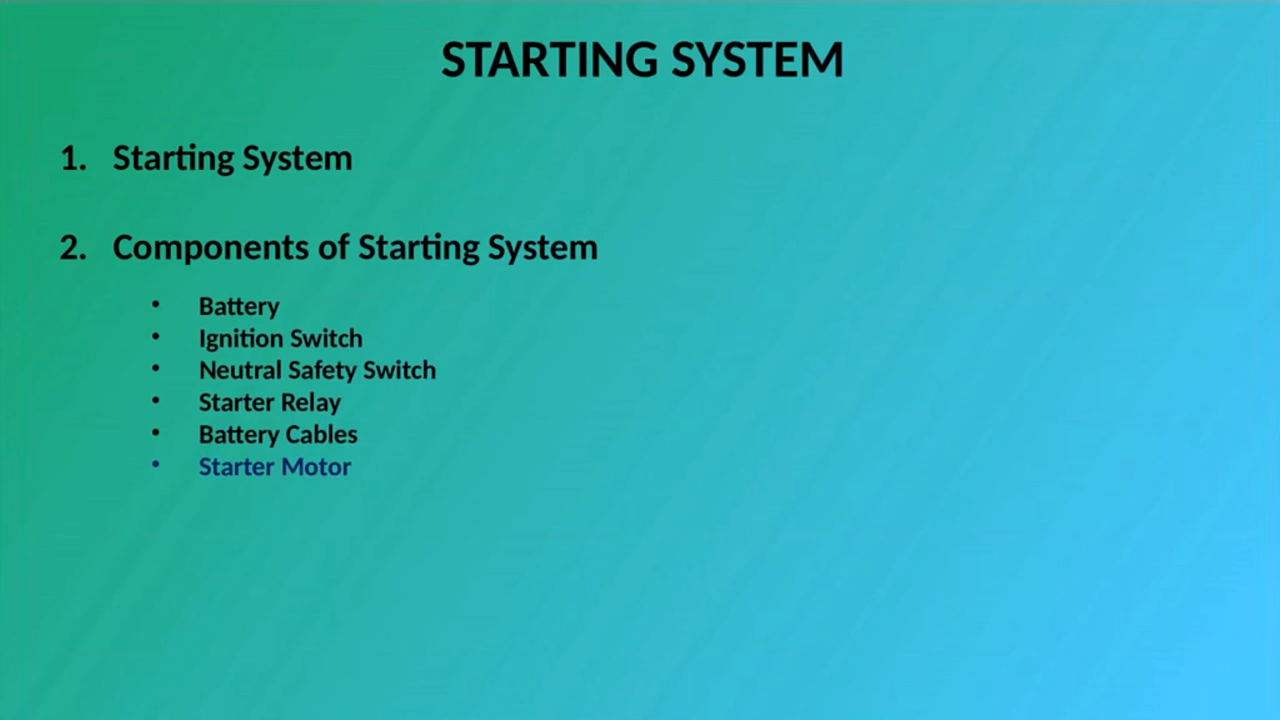 STARTING SYSTEM
1. Starting System
2. Components of Starting System
• Battery
• Ignition Switch
• Neutral Safety Switch
• Starter Relay
• Battery Cables
• Starter Motor